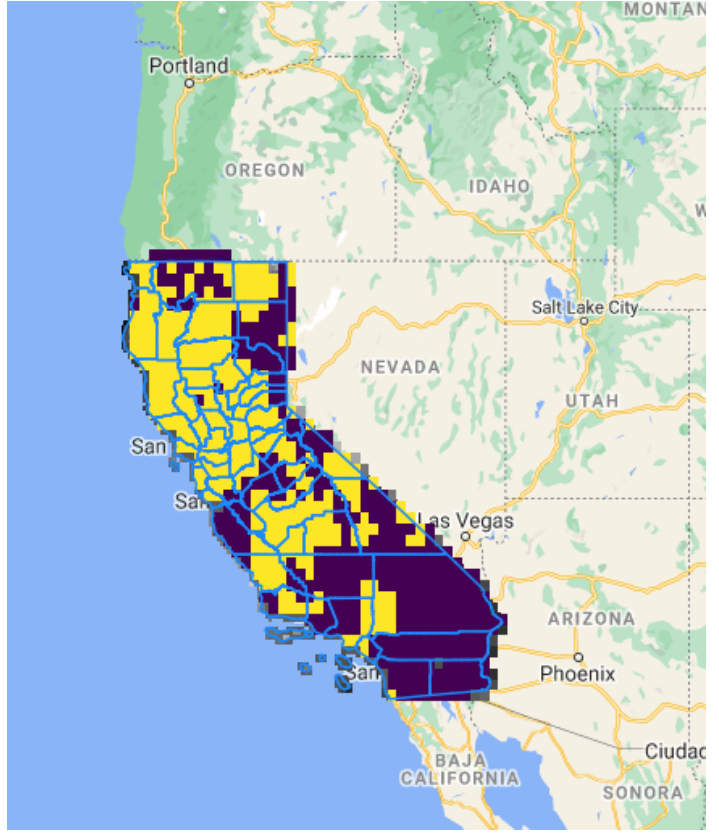 MONTAN
Portland
OREGON
IDAHO
W
Salt Lake City
NEVADA
UTAH
San
San
Las Vegas
ARIZONA
San
Phoenix
BAJA
CALIFORNIA
Ciudad
SONORA